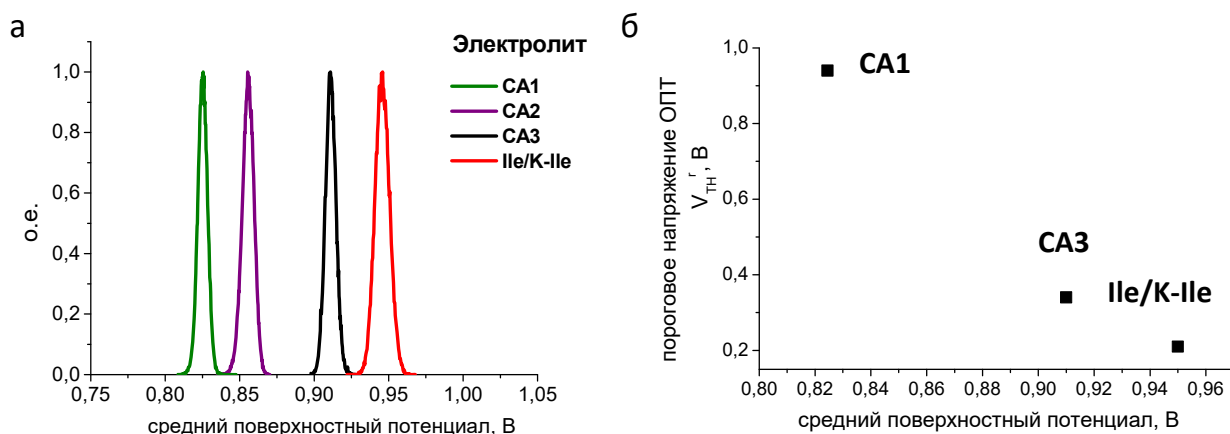 а
Электролит
CA1
CA2
CA3
Ile/K-Ile
1,0
0,8
0,6
0,4
0,2
0,0
о.е.
0,75 0,80 0,85 0,90 0,95 1,00 1,05
средний поверхностный потенциал, В
б
CA1
CA3
Ile/K-Ile
1,0
0,8
0,6
0,4
0,2
пороговое напряжение ОПТ
V_TH^r, В
0,80 0,82 0,84 0,86 0,88 0,90 0,92 0,94 0,96
средний поверхностный потенциал, В